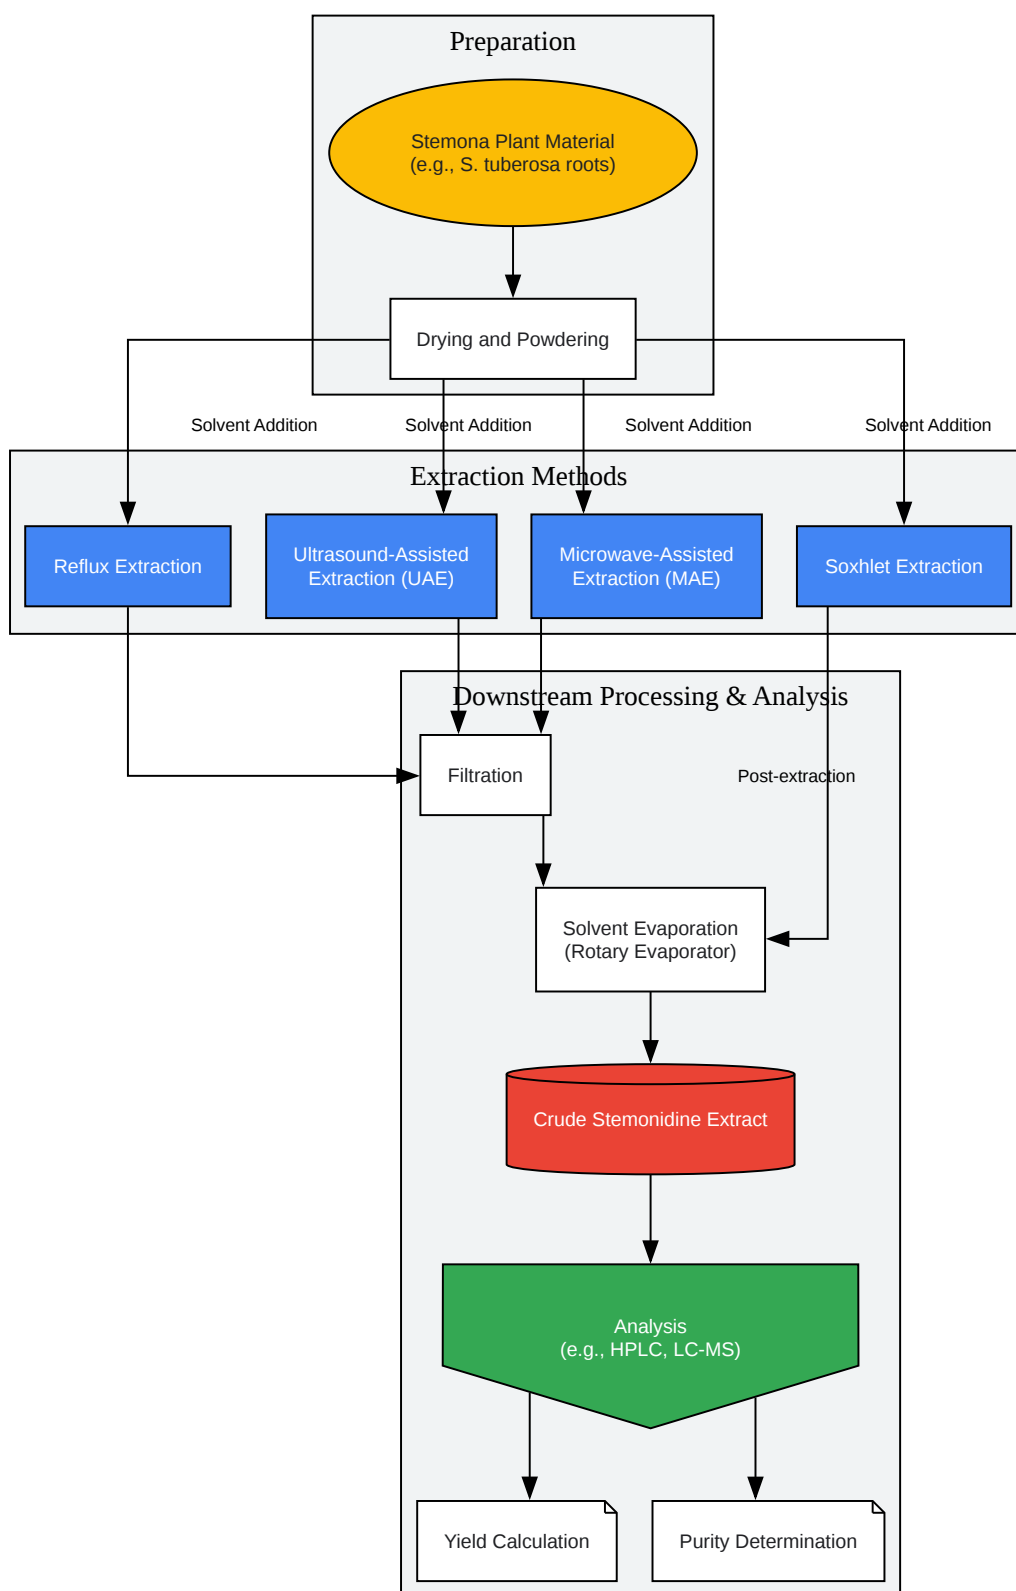 Preparation
Stemona Plant Material
(e.g., S. tuberosa roots)
Drying and Powdering
Solvent Addition
Solvent Addition
Solvent Addition
Solvent Addition
Extraction Methods
Reflux Extraction
Ultrasound-Assisted
Extraction (UAE)
Microwave-Assisted
Extraction (MAE)
Soxhlet Extraction
Downstream Processing & Analysis
Filtration
Post-extraction
Solvent Evaporation
(Rotary Evaporator)
Crude Stemonidine Extract
Analysis
(e.g., HPLC, LC-MS)
Yield Calculation
Purity Determination